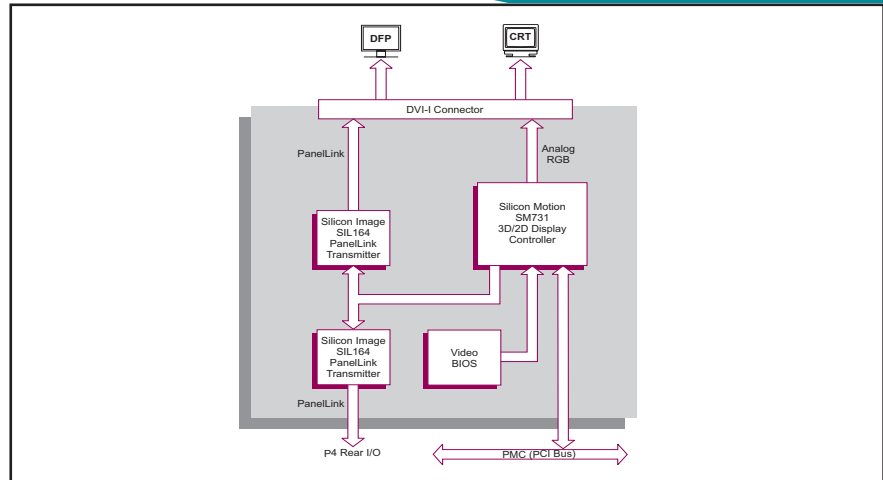 DFP
CRT
DVI-I Connector
PanelLink
Analog
RGB
Silicon Image
SIL164
PanelLink
Transmitter
Silicon Motion
SM731
3D/2D Display
Controller
Silicon Image
SIL164
PanelLink
Transmitter
Video
BIOS
PanelLink
P4 Rear I/O
PMC (PCI Bus)